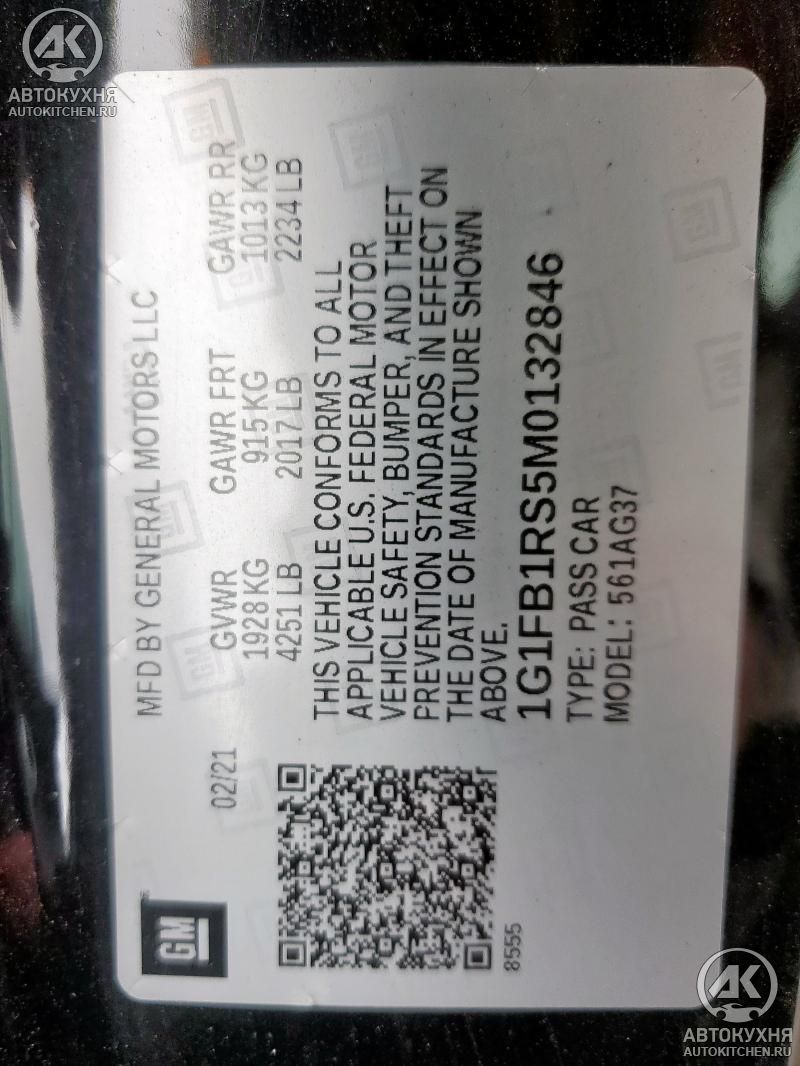 АК
АВТОКУХНЯ
AUTOKITCHEN.RU
GM
MFD BY GENERAL MOTORS LLC
02/21
GVWR GAWR FRT GAWR RR
1928 KG 915 KG 1013 KG
4251 LB 2017 LB 2234 LB
THIS VEHICLE CONFORMS TO ALL
APPLICABLE U.S. FEDERAL MOTOR
VEHICLE SAFETY, BUMPER, AND THEFT
PREVENTION STANDARDS IN EFFECT ON
THE DATE OF MANUFACTURE SHOWN
ABOVE.
1G1FB1RS5M0132846
TYPE: PASS CAR
MODEL: 561AG37
8555
АК
АВТОКУХНЯ
AUTOKITCHEN.RU